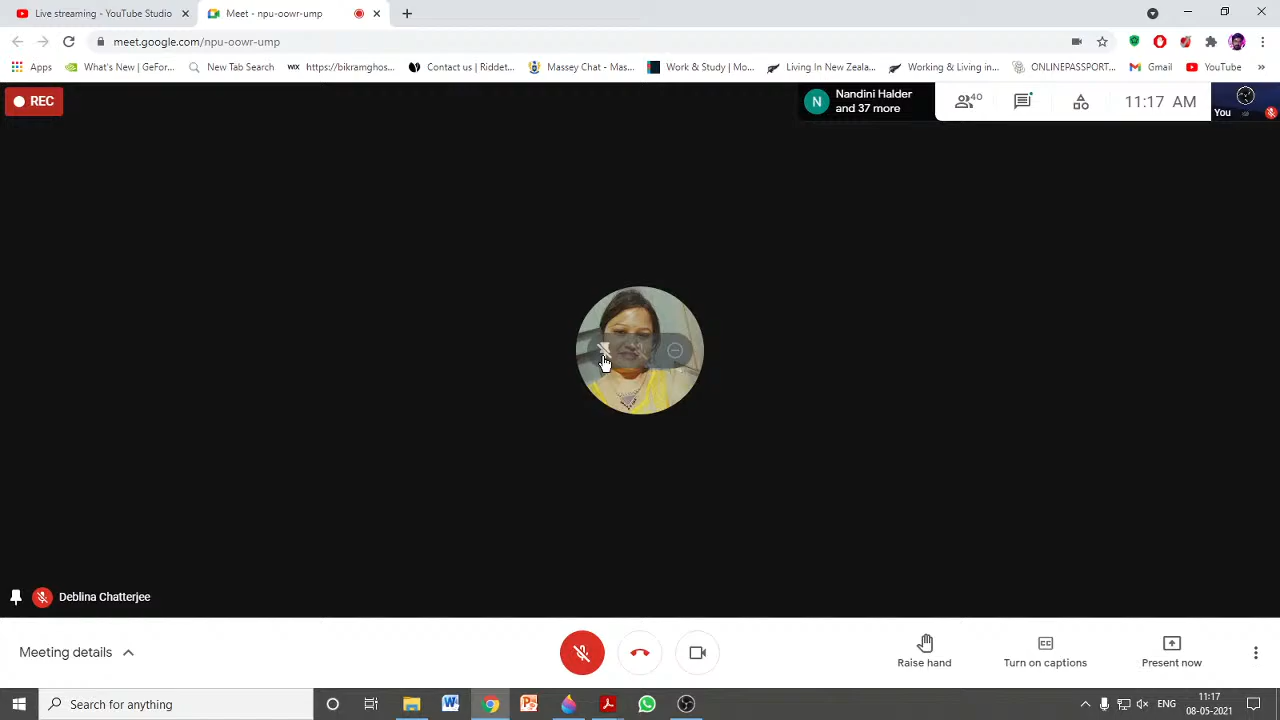 Live streaming - YouTube Studio
Meet - npu-oowr-ump
meet.google.com/npu-oowr-ump
Apps
What's New | GeFor...
New Tab Search
WIX https://bikramghos...
Contact us | Riddet...
Massey Chat - Mas...
Work & Study | Mo...
Living In New Zeala...
Working & Living in...
ONLINEPASSPORT...
Gmail
YouTube
»
REC
N
Nandini Halder
and 37 more
40
11:17 AM
You
Deblina Chatterjee
Meeting details
Raise hand
Turn on captions
Present now
Search for anything
ENG
11:17
08-05-2021